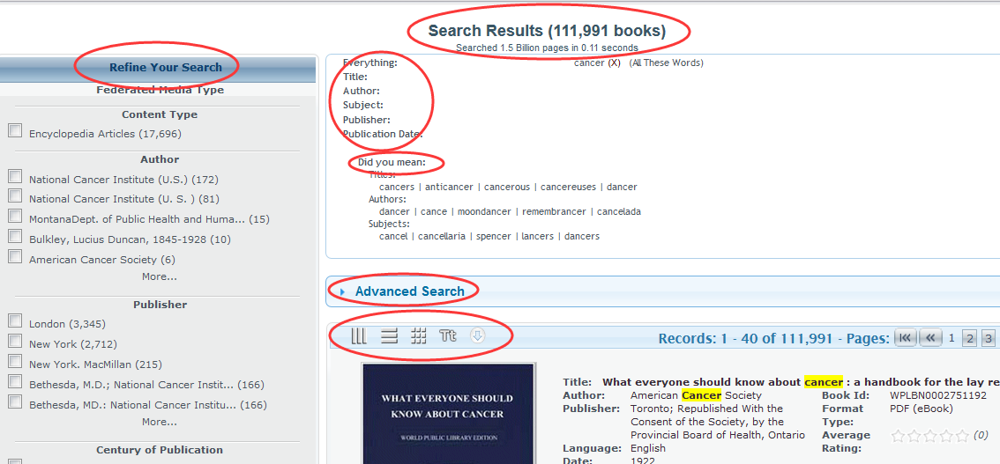 Search Results (111,991 books)
Searched 1.5 Billion pages in 0.11 seconds
Refine Your Search
Federated Media Type
Content Type
Encyclopedia Articles (17,696)
Author
National Cancer Institute (U.S.) (172)
National Cancer Institute (U. S. ) (81)
MontanaDept. of Public Health and Huma... (15)
Bulkley, Lucius Duncan, 1845-1928 (10)
American Cancer Society (6)
More...
Publisher
London (3,345)
New York (2,712)
New York. MacMillan (215)
Bethesda, M.D.; National Cancer Instit... (166)
Bethesda, MD.: National Cancer Institu... (166)
More...
Century of Publication
Everything: cancer (X) (All These Words)
Title:
Author:
Subject:
Publisher:
Publication Date:
Did you mean:
Titles:
cancers | anticancer | cancerous | cancereuses | dancer
Authors:
dancer | cance | moondancer | remembrancer | cancelada
Subjects:
cancel | cancellaria | spencer | lancers | dancers
Advanced Search
Tt Records: 1 - 40 of 111,991 - Pages: 1 2 3
WHAT EVERYONE SHOULD
KNOW ABOUT CANCER
WORLD PUBLIC LIBRARY EDITION
Title: What everyone should know about cancer : a handbook for the lay re
Author: American Cancer Society
Publisher: Toronto; Republished With the
Consent of the Society, by the
Provincial Board of Health, Ontario
Language: English
Date: 1922
Book Id: WPLBN0002751192
Format PDF (eBook)
Type:
Average (0)
Rating: